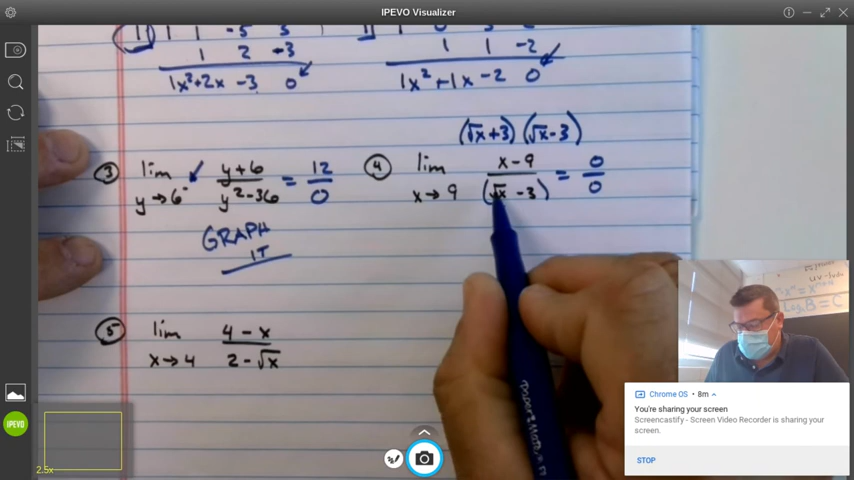 IPEVO Visualizer
1 2 +3
1x²+2x -3 0
1 1 -2
1x²+1x -2 0
(√x+3)(√x-3)
③ lim y→6⁻ y+6 / y²-36 = 12/0
④ lim x→9 x-9 / (√x -3) = 0/0
GRAPH
IT
⑤ lim x→4 4-x / 2-√x
PaperMate
Log B = C
Chrome OS • 8m
You're sharing your screen
Screencastify - Screen Video Recorder is sharing your
screen.
STOP
IPEVO
2.5x